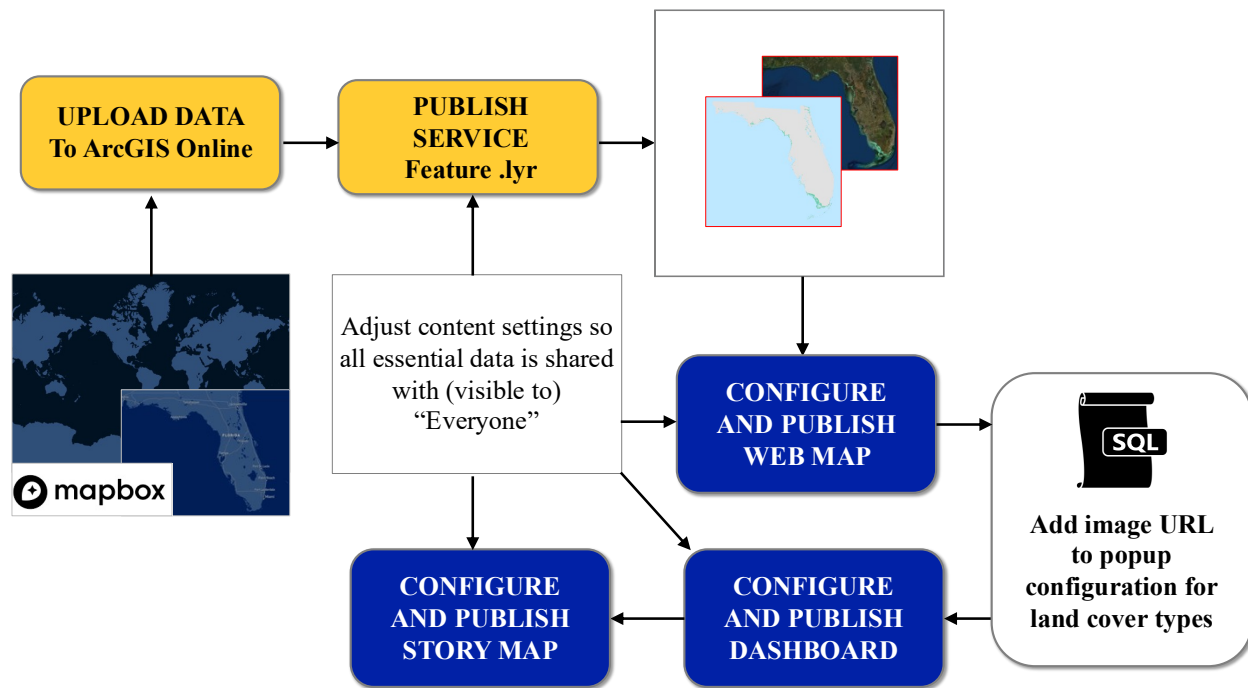 UPLOAD DATA
To ArcGIS Online
PUBLISH
SERVICE
Feature .lyr
Adjust content settings so
all essential data is shared
with (visible to)
“Everyone”
mapbox
CONFIGURE
AND PUBLISH
WEB MAP
SQL
Add image URL
to popup
configuration for
land cover types
CONFIGURE
AND PUBLISH
STORY MAP
CONFIGURE
AND PUBLISH
DASHBOARD